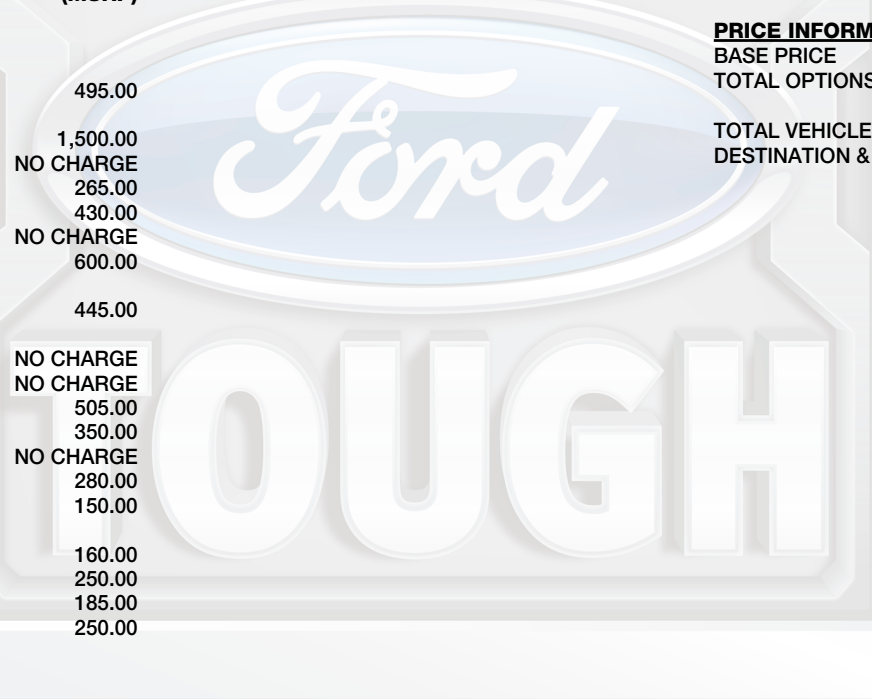 (MSRP)
495.00
1,500.00
NO CHARGE
265.00
430.00
NO CHARGE
600.00
445.00
NO CHARGE
NO CHARGE
505.00
350.00
NO CHARGE
280.00
150.00
160.00
250.00
185.00
250.00
PRICE INFORM
BASE PRICE
TOTAL OPTIONS
TOTAL VEHICLE
DESTINATION &
Ford
TOUGH